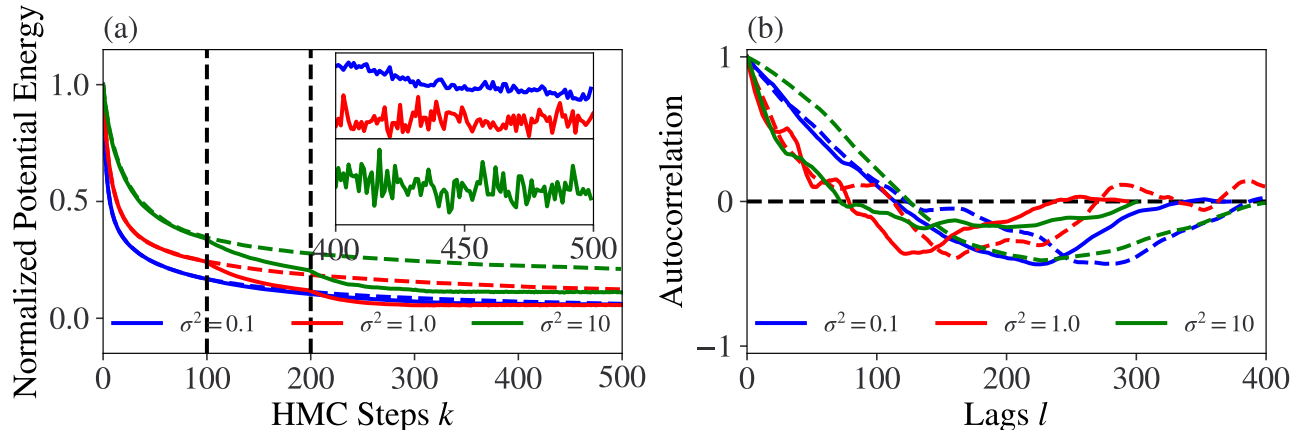 (a)
Normalized Potential Energy
1.0
0.5
0.0
400
400 450 500
σ² = 0.1 σ² = 1.0 σ² = 10
0 100 200 300 400 500
HMC Steps k
(b)
Autocorrelation
1
0
−1
σ² = 0.1 σ² = 1.0 σ² = 10
0 100 200 300 400
Lags l